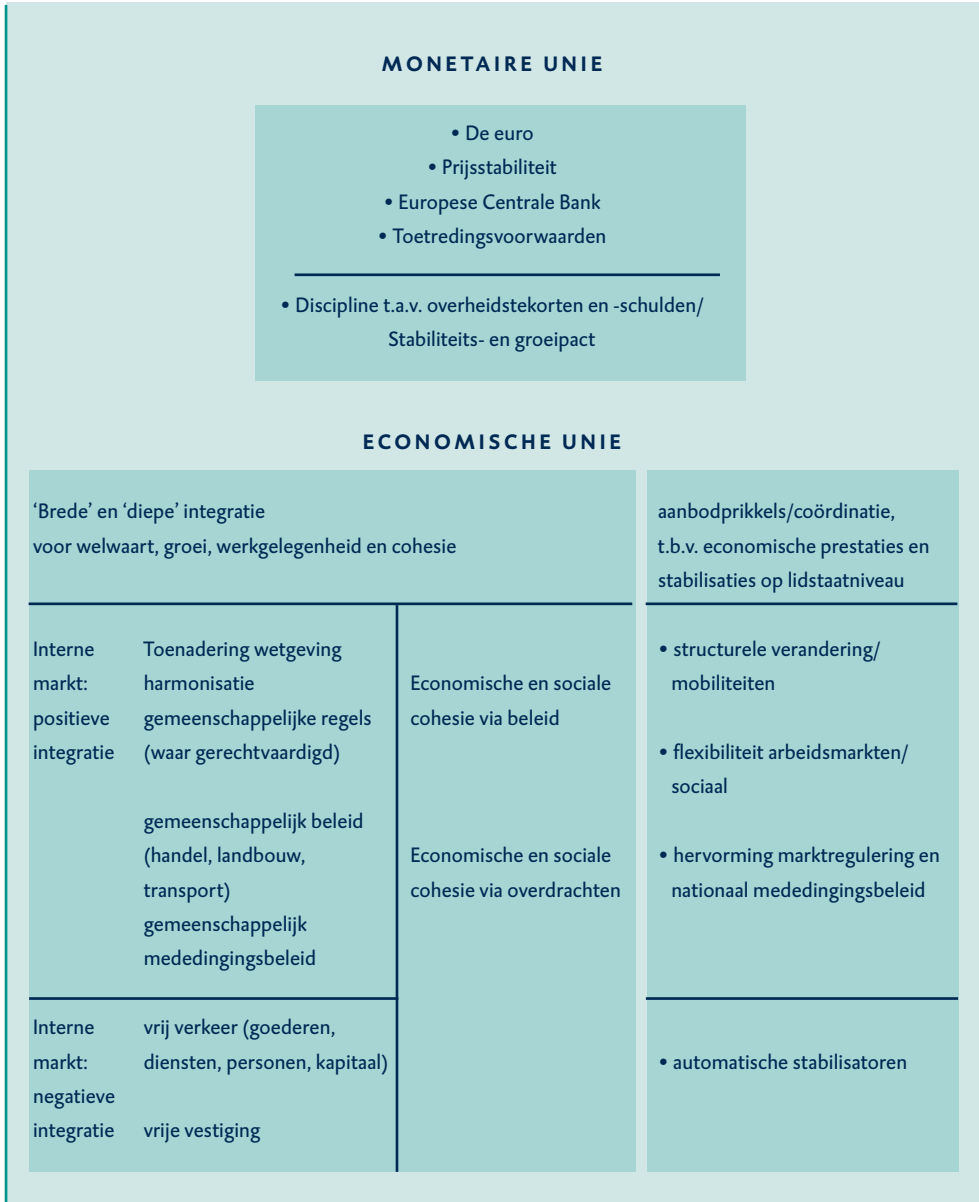 MONETAIRE UNIE
• De euro
• Prijsstabiliteit
• Europese Centrale Bank
• Toetredingsvoorwaarden
• Discipline t.a.v. overheidstekorten en -schulden/
Stabiliteits- en groeipact
ECONOMISCHE UNIE
‘Brede’ en ‘diepe’ integratie
voor welwaart, groei, werkgelegenheid en cohesie
Interne
markt:
positieve
integratie
Toenadering wetgeving
harmonisatie
gemeenschappelijke regels
(waar gerechtvaardigd)
gemeenschappelijk beleid
(handel, landbouw,
transport)
gemeenschappelijk
mededingingsbeleid
Economische en sociale
cohesie via beleid
Economische en sociale
cohesie via overdrachten
Interne
markt:
negatieve
integratie
vrij verkeer (goederen,
diensten, personen, kapitaal)
vrije vestiging
aanbodprikkels/coördinatie,
t.b.v. economische prestaties en
stabilisaties op lidstaatniveau
• structurele verandering/
mobiliteiten
• flexibiliteit arbeidsmarkten/
sociaal
• hervorming marktregulering en
nationaal mededingingsbeleid
• automatische stabilisatoren